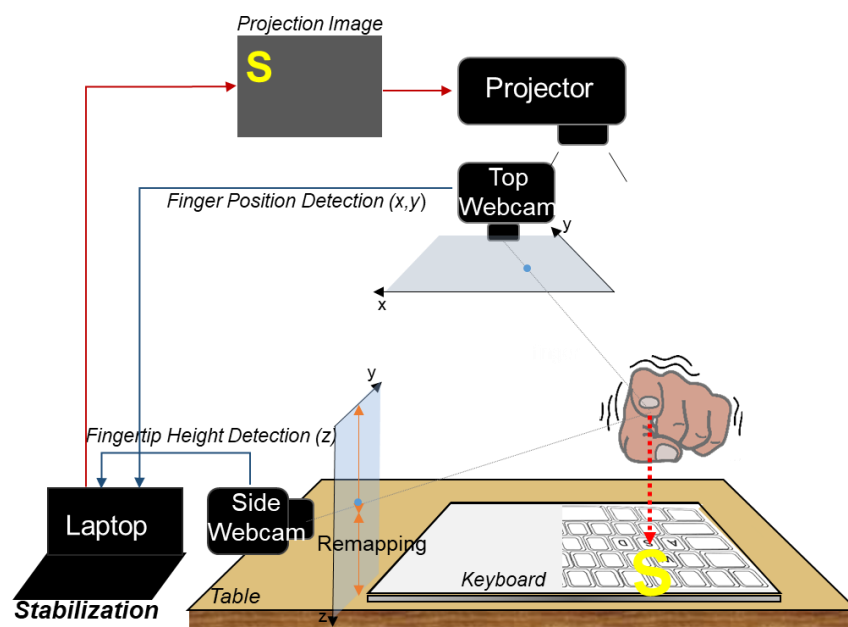 Projection Image
S
Projector
Top
Webcam
Finger Position Detection (x,y)
y
x
y
Fingertip Height Detection (z)
Laptop
Side
Webcam
Remapping
D
S
A
S
Keyboard
Table
z
Stabilization